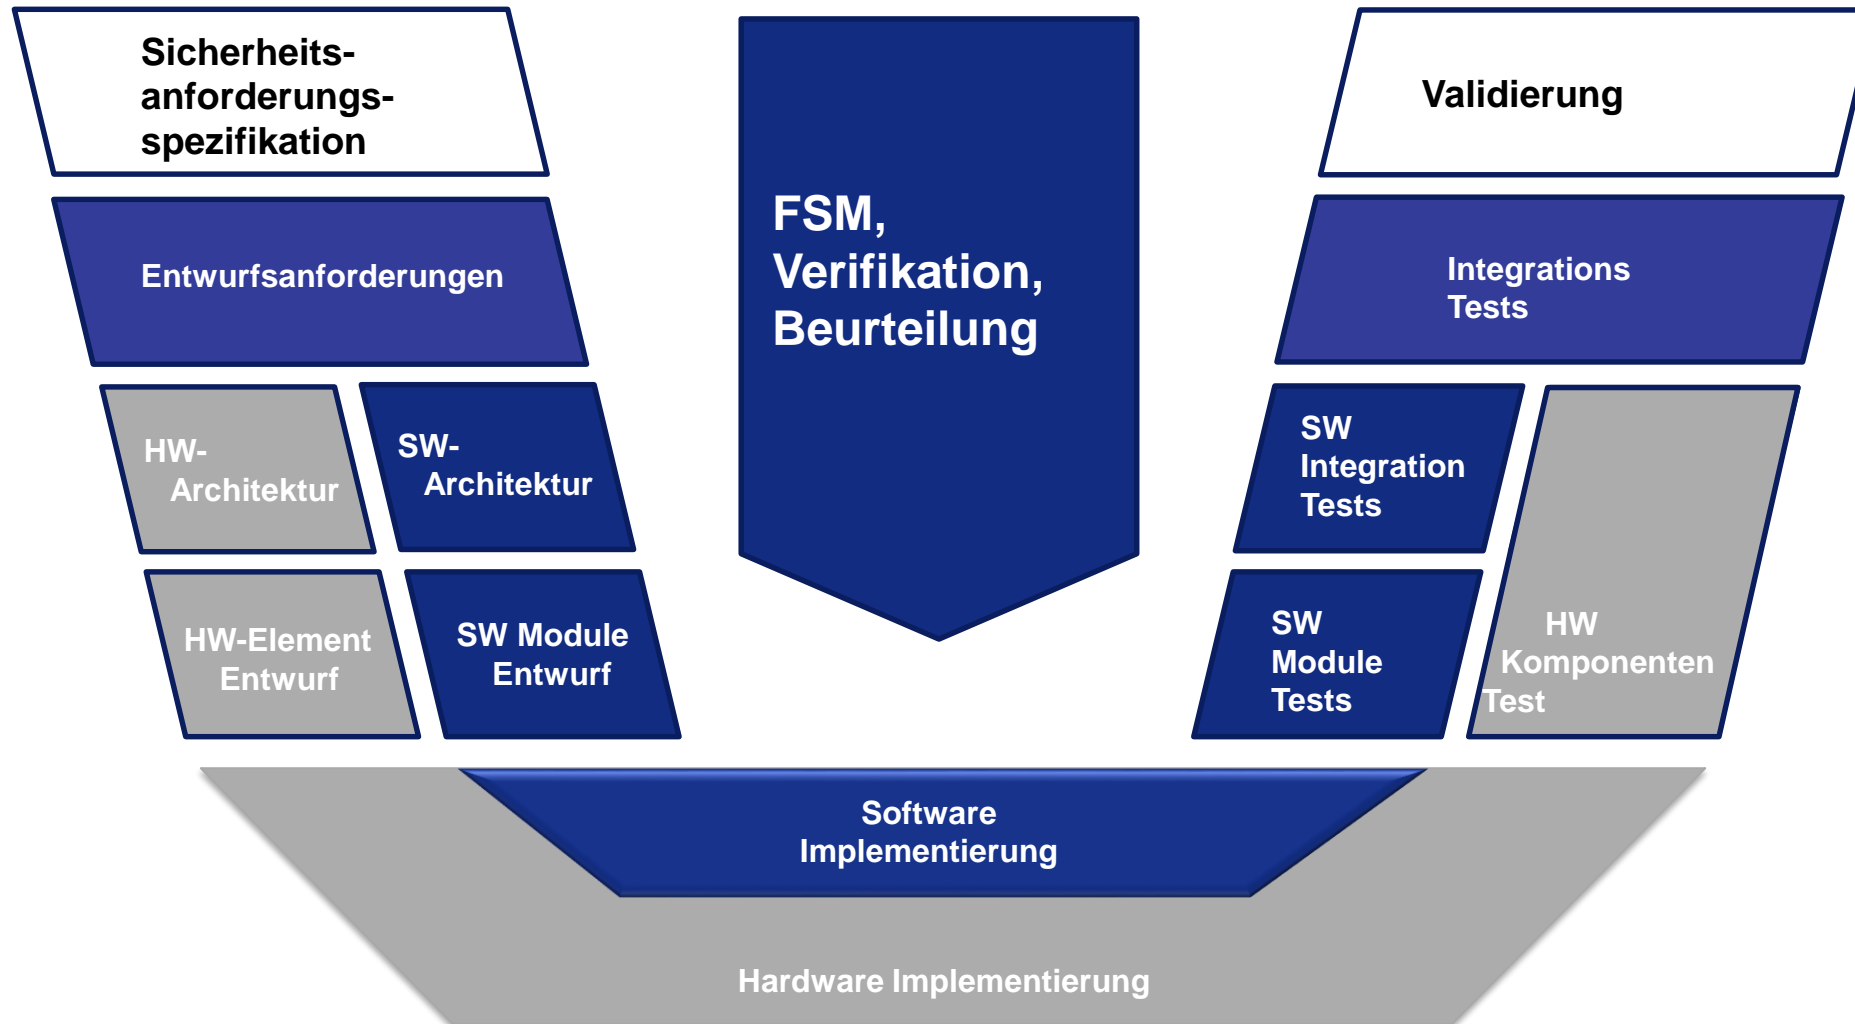 Sicherheits-
anforderungs-
spezifikation
Entwurfsanforderungen
HW-
Architektur
SW-
Architektur
HW-Element
Entwurf
SW Module
Entwurf
FSM,
Verifikation,
Beurteilung
Validierung
Integrations
Tests
SW
Integration
Tests
SW
Module
Tests
HW
Komponenten
Test
Software
Implementierung
Hardware Implementierung